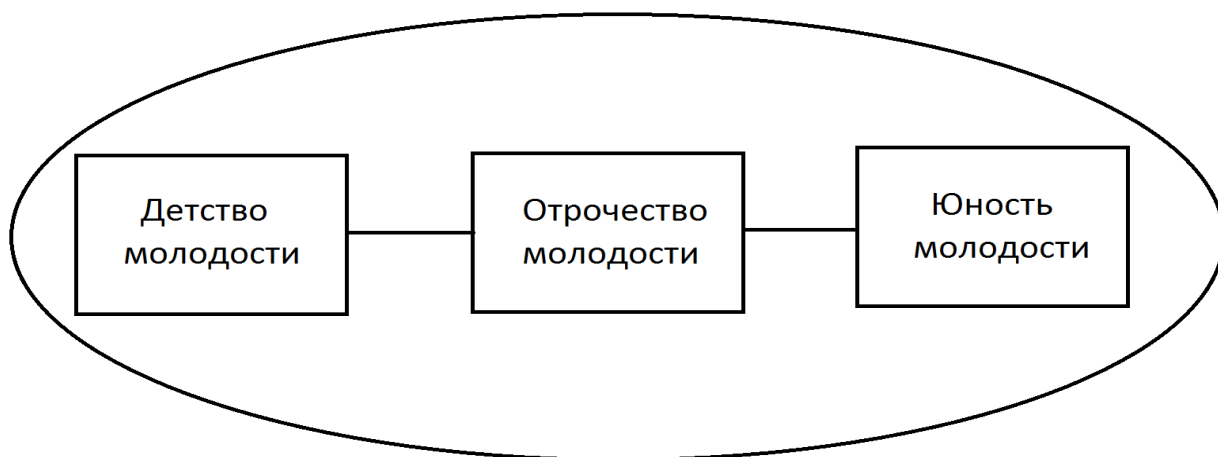 Детство
молодости
Отрочество
молодости
Юность
молодости